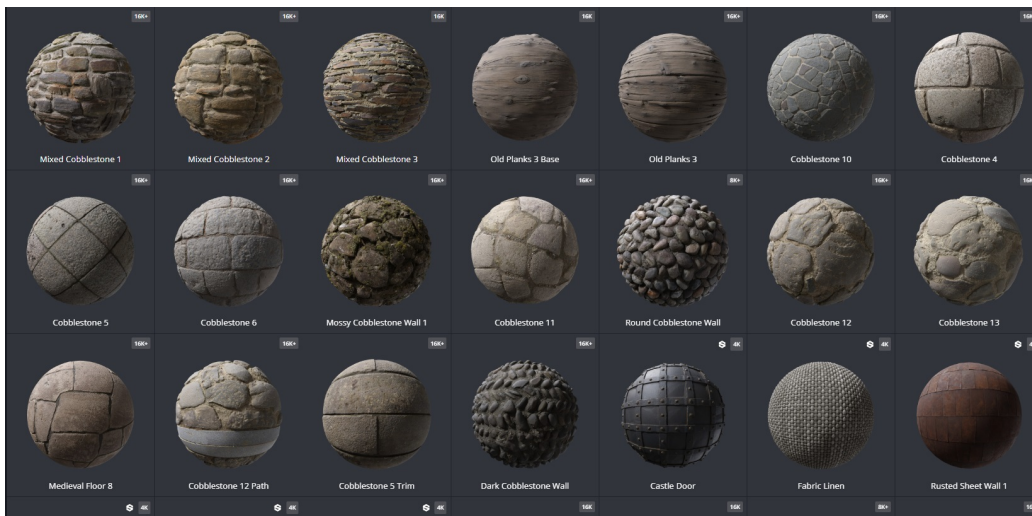 16K+ 16K+ 16K 16K 16K 16K+ 16K
Mixed Cobblestone 1 Mixed Cobblestone 2 Mixed Cobblestone 3 Old Planks 3 Base Old Planks 3 Cobblestone 10 Cobblestone 4
16K+ 16K+ 16K+ 16K+ 8K+ 16K+ 16K
Cobblestone 5 Cobblestone 6 Mossy Cobblestone Wall 1 Cobblestone 11 Round Cobblestone Wall Cobblestone 12 Cobblestone 13
16K+ 16K+ 16K+ 16K+ 4K 4K
Medieval Floor 8 Cobblestone 12 Path Cobblestone 5 Trim Dark Cobblestone Wall Castle Door Fabric Linen Rusted Sheet Wall 1
4K 4K 4K 16K 16K 8K+